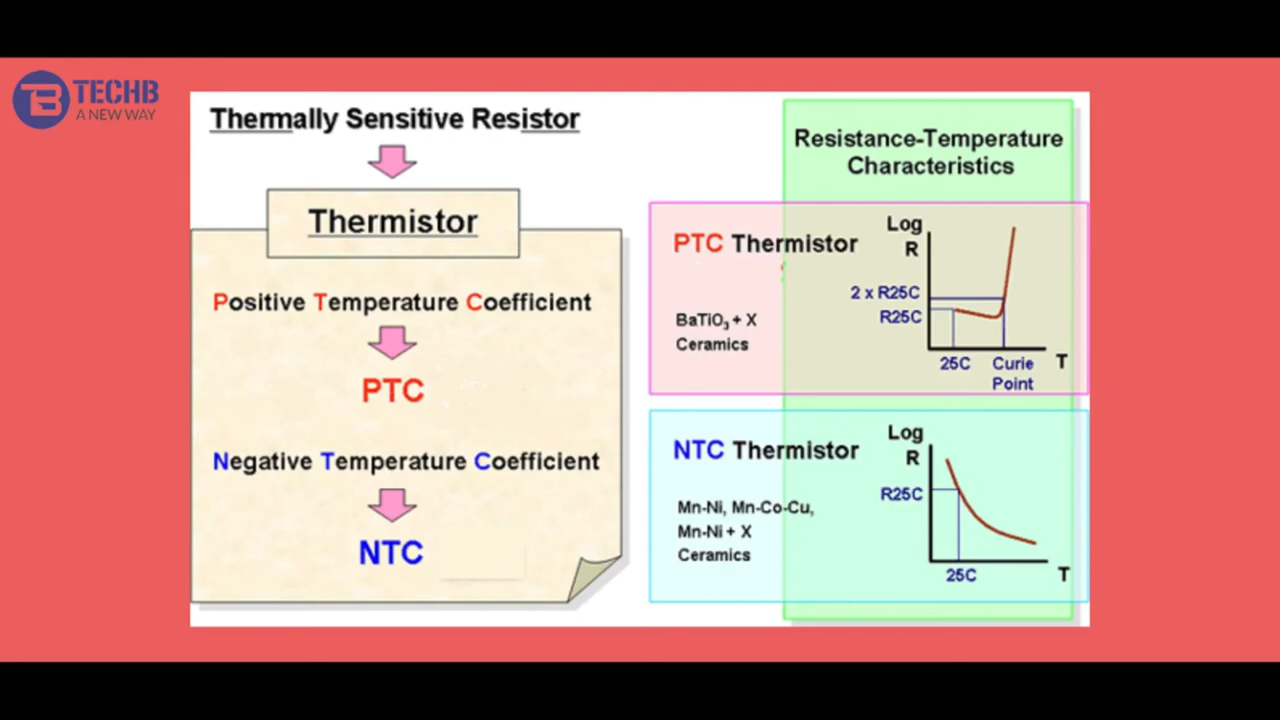 TECHB
A NEW WAY
Thermally Sensitive Resistor
Thermistor
Positive Temperature Coefficient
PTC
Negative Temperature Coefficient
NTC
Resistance-Temperature
Characteristics
PTC Thermistor
BaTiO₃ + X
Ceramics
Log
R
2 x R25C
R25C
25C
Curie
Point
T
NTC Thermistor
Mn-Ni, Mn-Co-Cu,
Mn-Ni + X
Ceramics
Log
R
R25C
25C
T